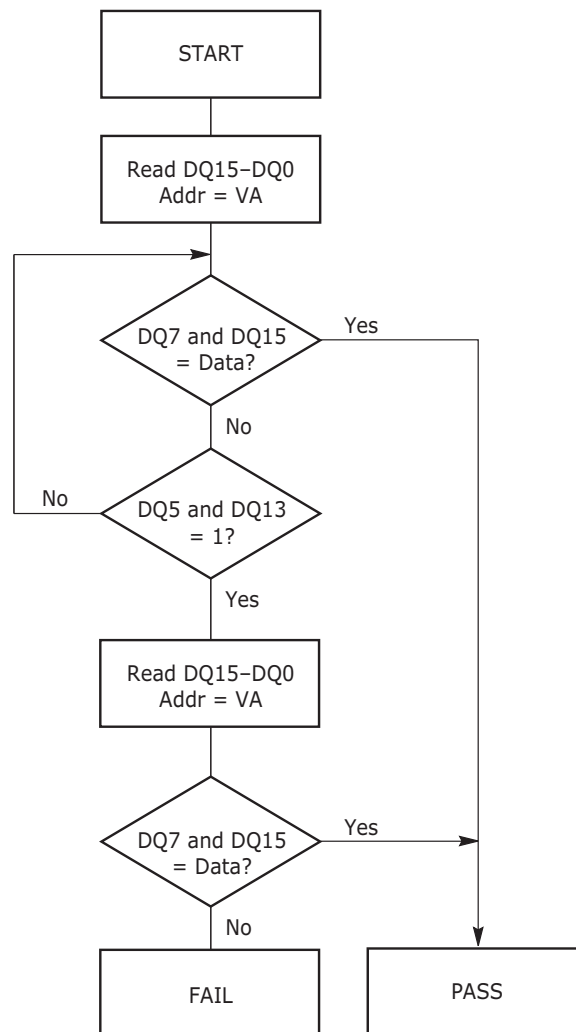 START
Read DQ15–DQ0
Addr = VA
DQ7 and DQ15
= Data?
Yes
No
DQ5 and DQ13
= 1?
No
Yes
Read DQ15–DQ0
Addr = VA
DQ7 and DQ15
= Data?
Yes
No
FAIL
PASS